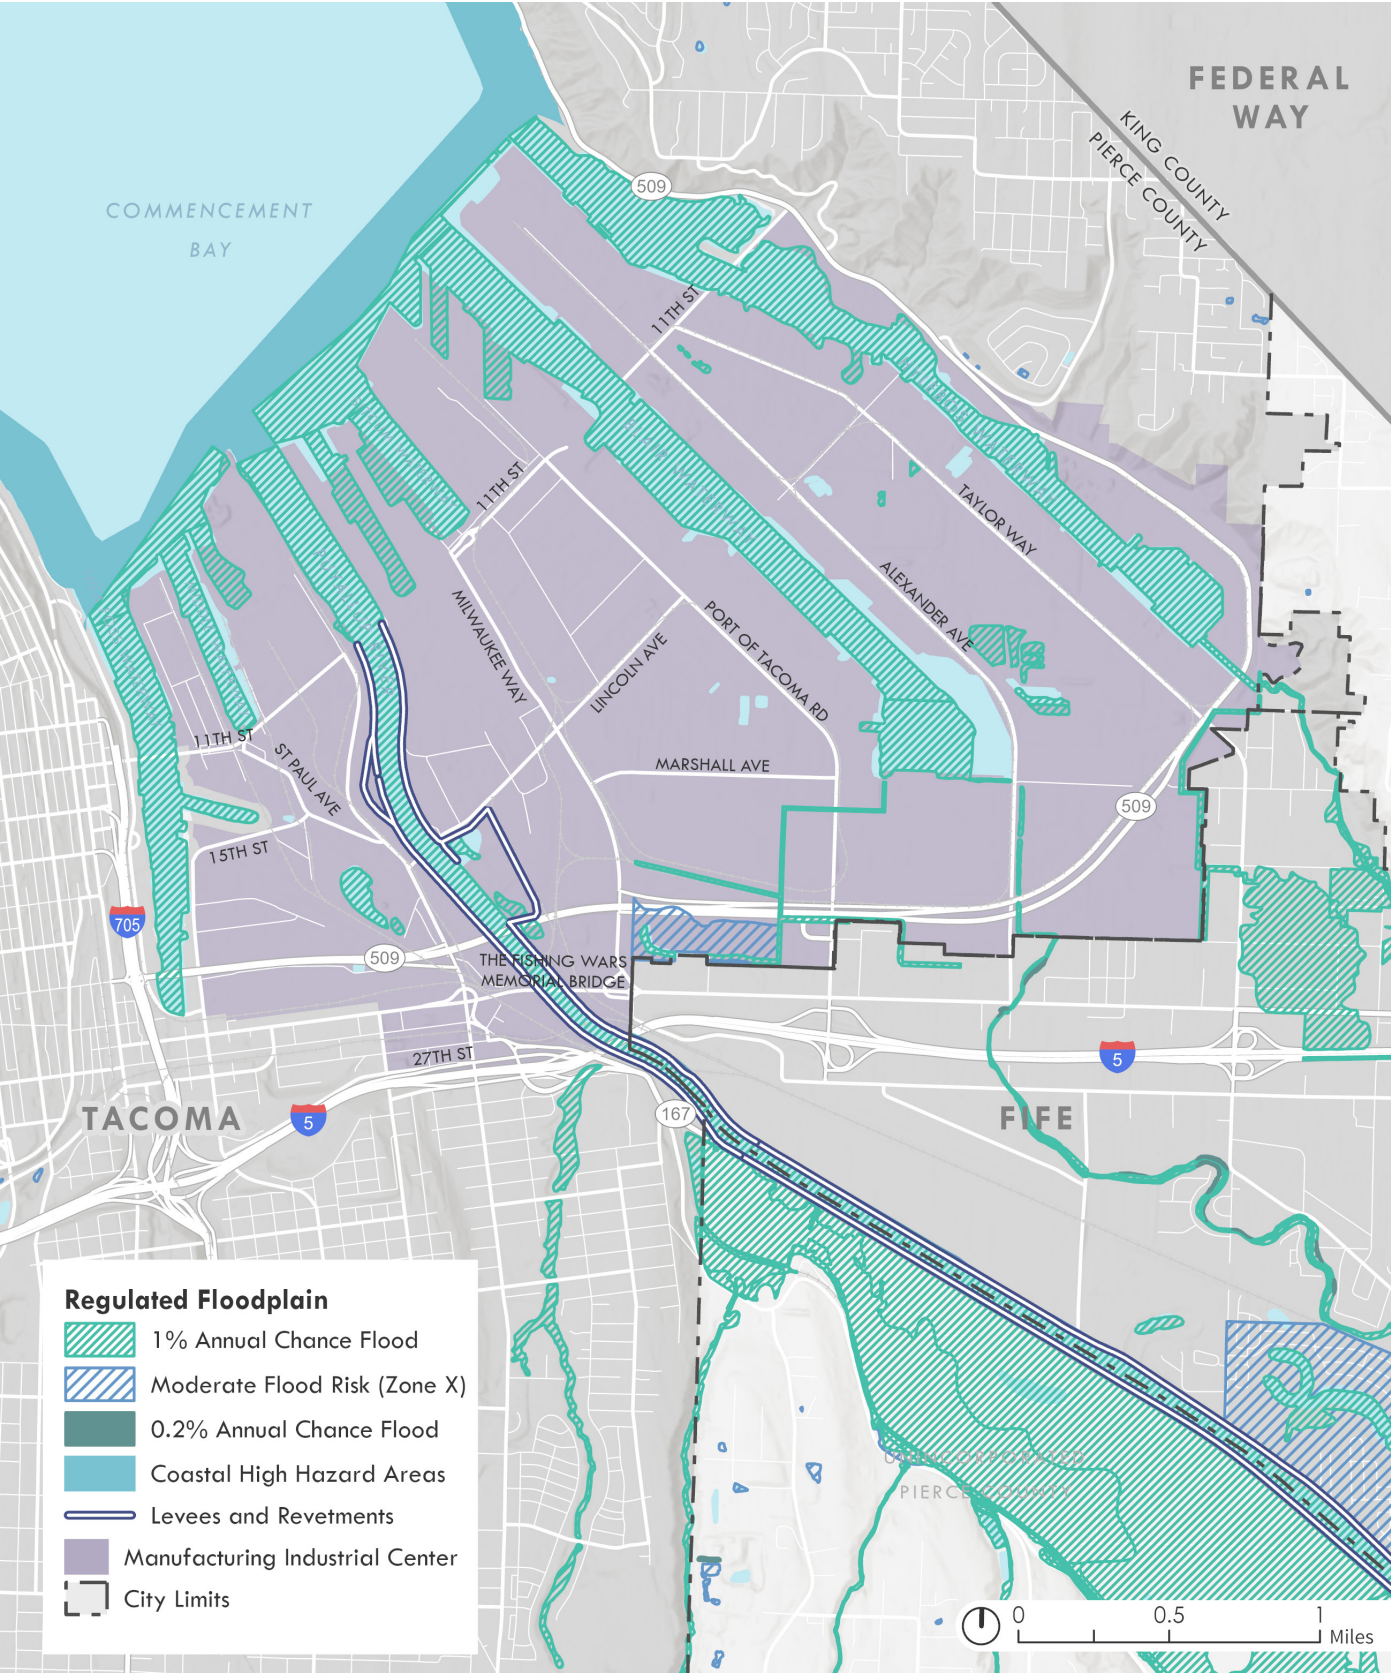 FEDERAL
WAY
KING COUNTY
PIERCE COUNTY
509
COMMENCEMENT
BAY
11TH ST
11TH ST
TAYLOR WAY
ALEXANDER AVE
PORT OF TACOMA RD
MILWAUKEE WAY
LINCOLN AVE
11TH ST
ST PAUL AVE
MARSHALL AVE
509
15TH ST
705
509
THE FISHING WARS
MEMORIAL BRIDGE
27TH ST
5
TACOMA
5
167
FIFE
UNINCORPORATED
PIERCE COUNTY
Regulated Floodplain
1% Annual Chance Flood
Moderate Flood Risk (Zone X)
0.2% Annual Chance Flood
Coastal High Hazard Areas
Levees and Revetments
Manufacturing Industrial Center
City Limits
0 0.5 1
Miles